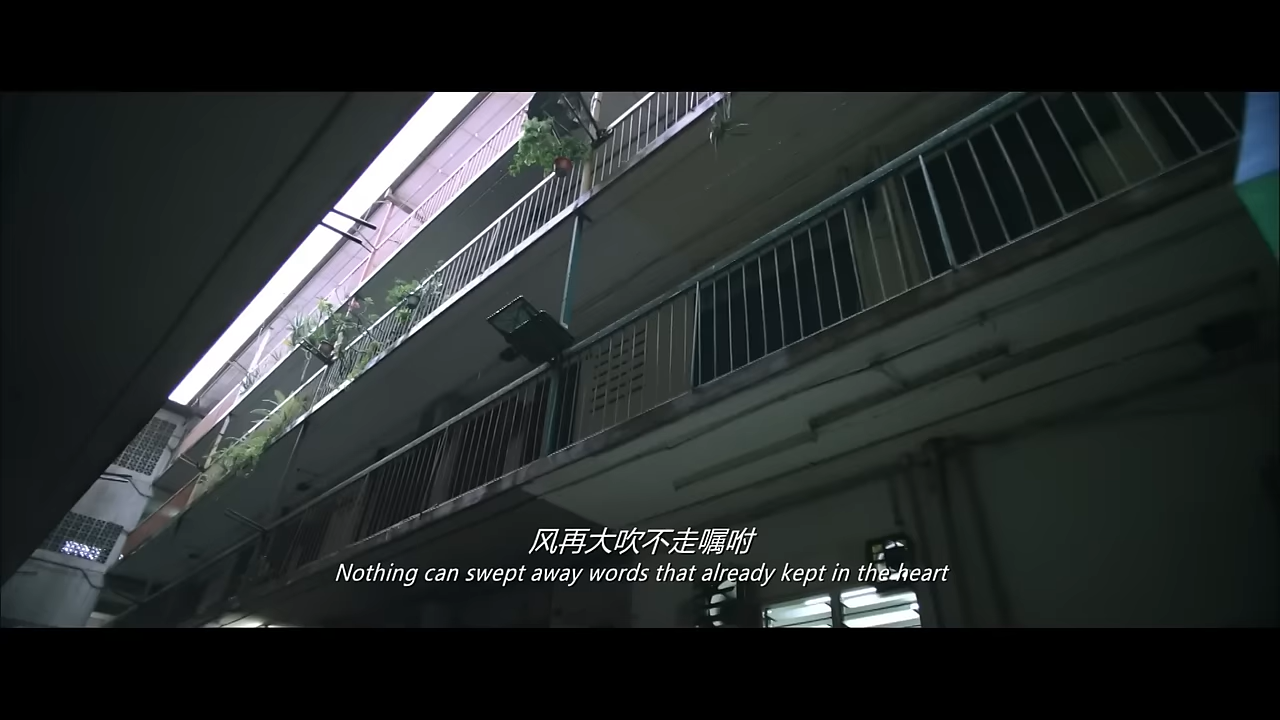 风再大吹不走嘱咐
Nothing can swept away words that already kept in the heart